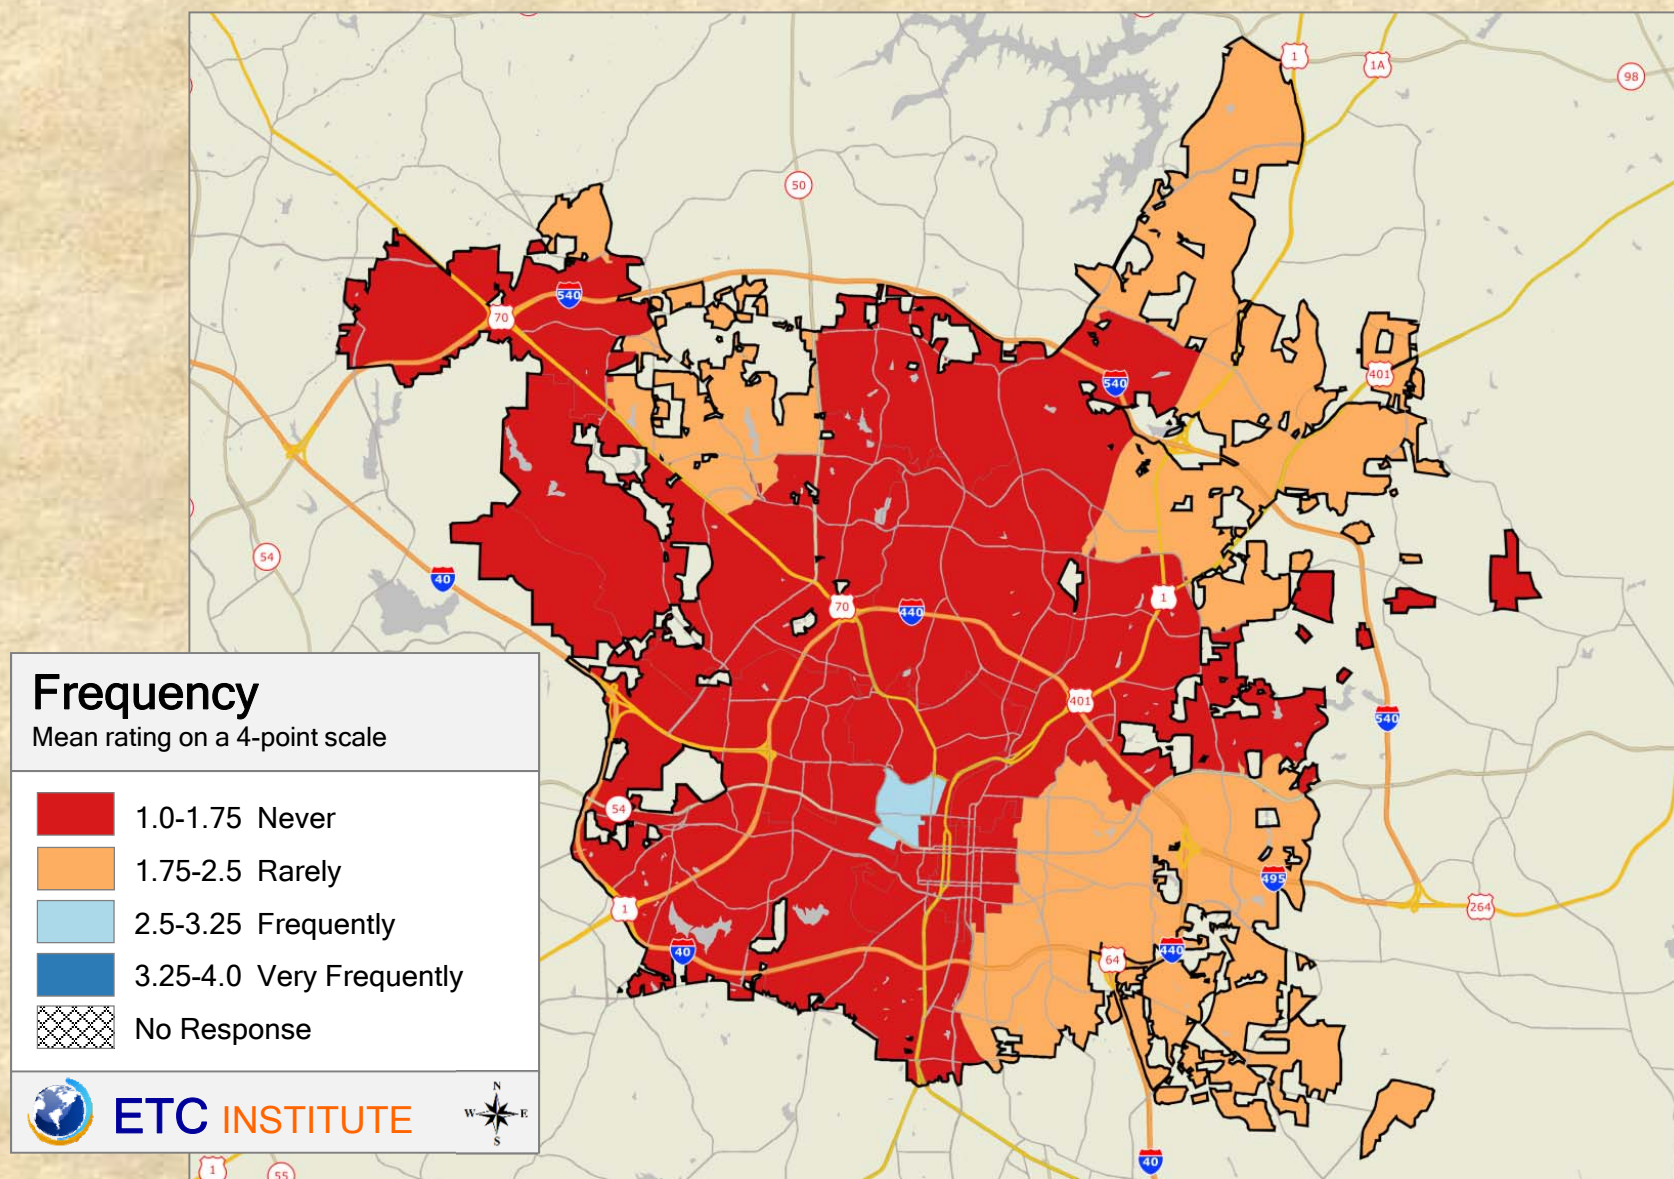 1
1A
98
50
540
70
401
540
54
40
70
440
1
401
540
Frequency
Mean rating on a 4-point scale
1.0-1.75 Never
1.75-2.5 Rarely
2.5-3.25 Frequently
3.25-4.0 Very Frequently
No Response
ETC INSTITUTE
N
W E
S
54
495
264
1
40
440
64
40
1
55